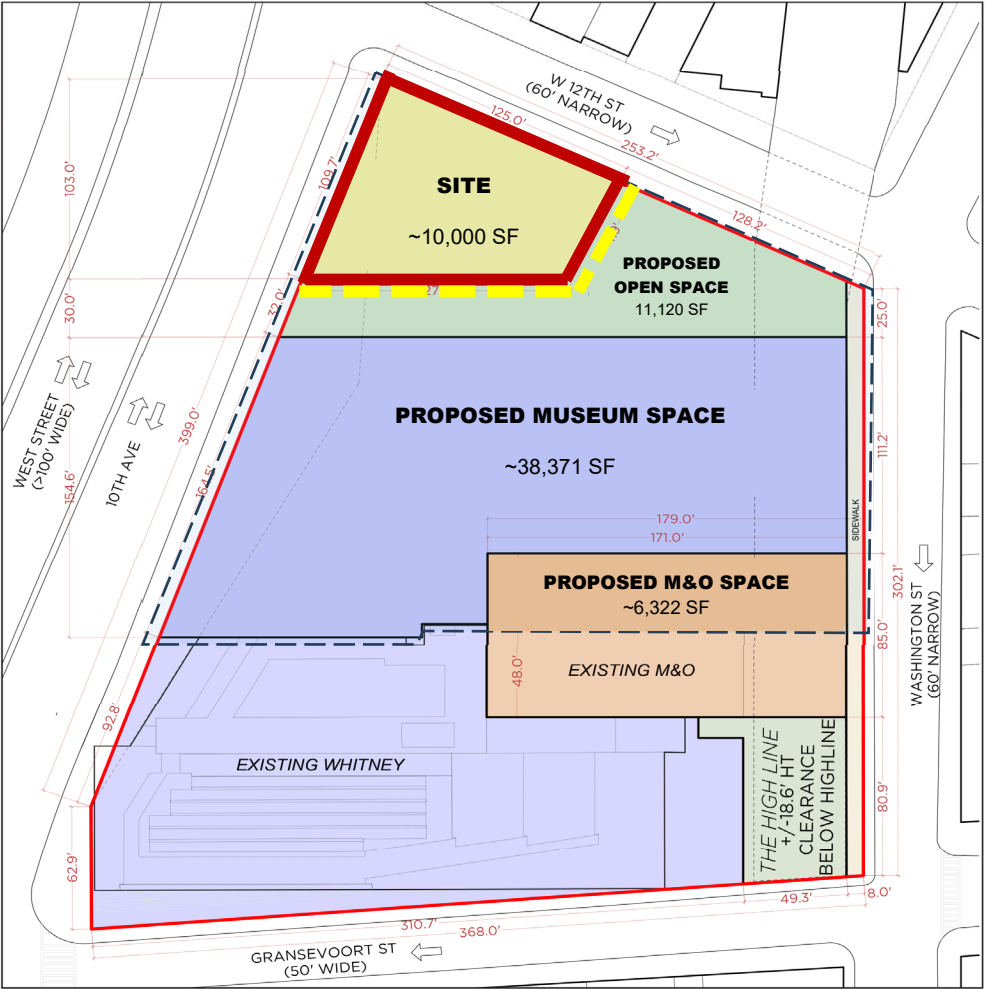 W 12TH ST
(60' NARROW)
125.0'
253.2'
109.7'
103.0'
SITE
~10,000 SF
128.2'
PROPOSED
OPEN SPACE
11,120 SF
27
30.0'
32.0'
25.0'
WEST STREET
(>100' WIDE)
10TH AVE
399.0'
164.5'
154.6'
PROPOSED MUSEUM SPACE
~38,371 SF
111.2'
SIDEWALK
179.0'
171.0'
PROPOSED M&O SPACE
~6,322 SF
302.1'
WASHINGTON ST
(60' NARROW)
85.0'
48.0'
EXISTING M&O
92.8'
EXISTING WHITNEY
THE HIGH LINE
+/-18.6' HT
CLEARANCE
BELOW HIGHLINE
80.9'
62.9'
49.3'
8.0'
310.7'
368.0'
GRANSEVOORT ST
(50' WIDE)